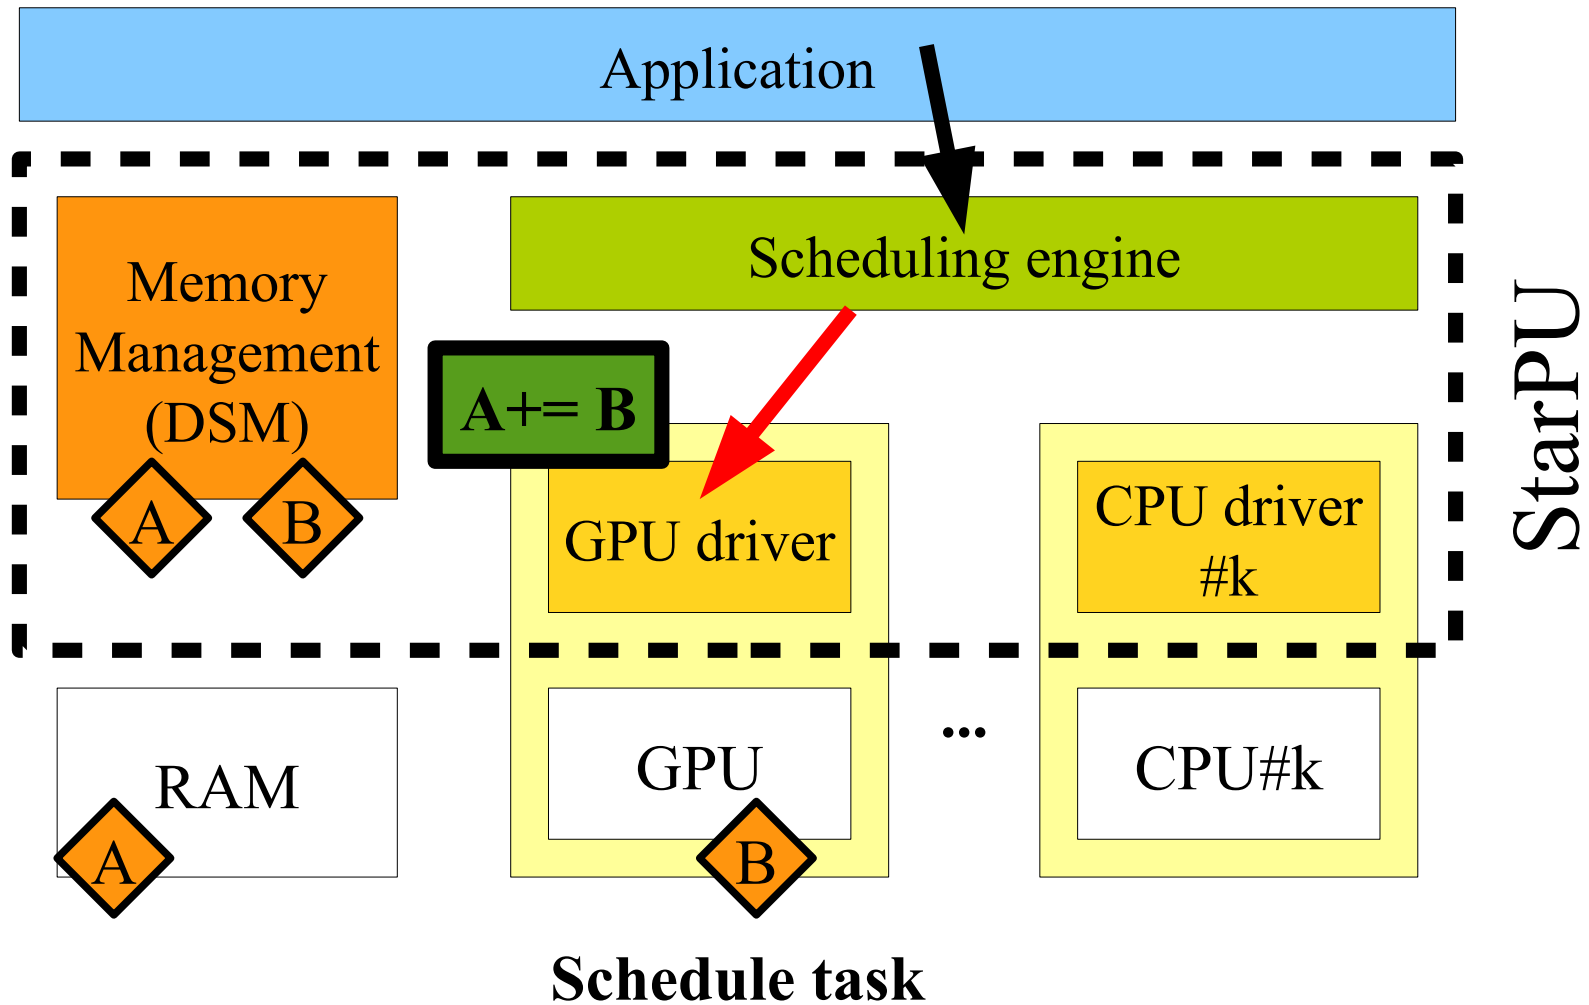 Application
Scheduling engine
Memory
Management
(DSM)
A
B
A+= B
GPU driver
CPU driver
#k
StarPU
RAM
A
GPU
B
...
CPU#k
Schedule task